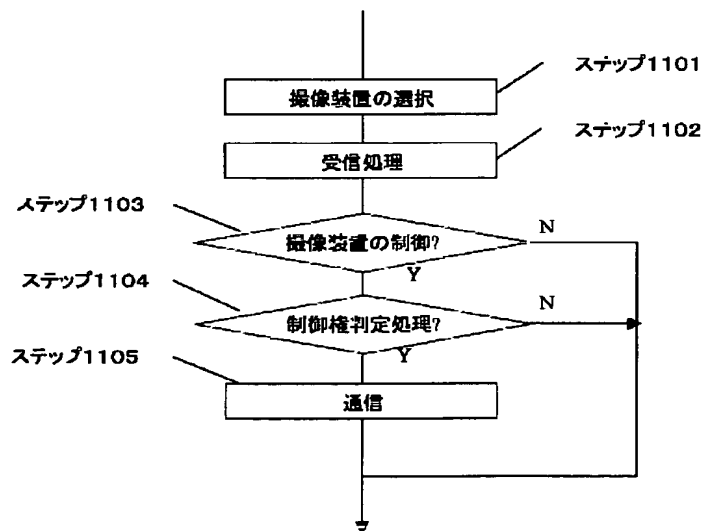 ステップ1101
撮像装置の選択
ステップ1102
受信処理
ステップ1103
撮像装置の制御?
N
Y
ステップ1104
制御権判定処理?
N
Y
ステップ1105
通信